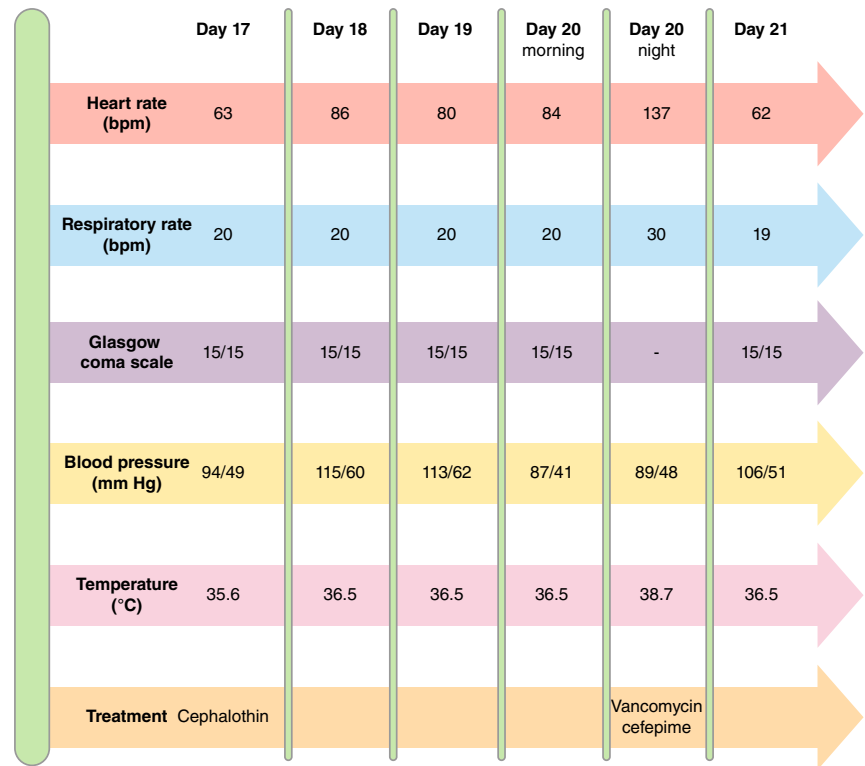 Day 17 Day 18 Day 19 Day 20 Day 20 Day 21
morning night
Heart rate
(bpm) 63 86 80 84 137 62
Respiratory rate
(bpm) 20 20 20 20 30 19
Glasgow
coma scale 15/15 15/15 15/15 15/15 - 15/15
Blood pressure
(mm Hg) 94/49 115/60 113/62 87/41 89/48 106/51
Temperature
(°C) 35.6 36.5 36.5 36.5 38.7 36.5
Treatment Cephalothin Vancomycin
cefepime